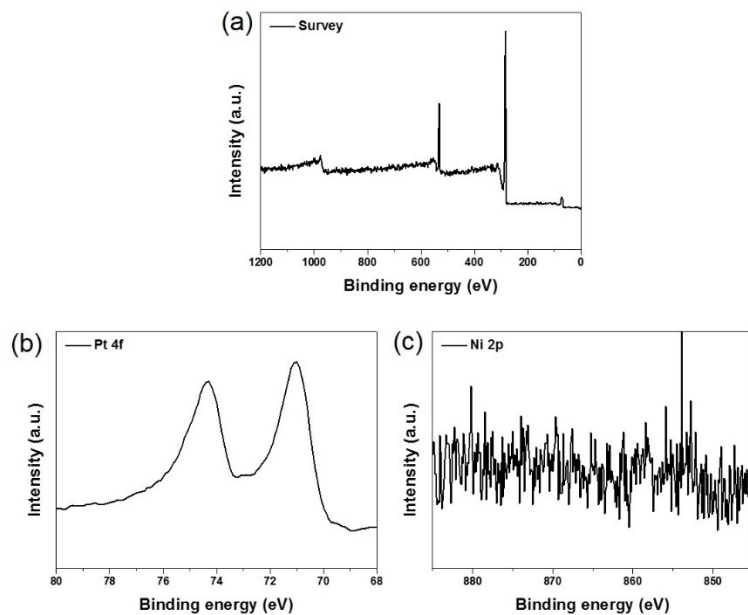 (a)
Survey
Intensity (a.u.)
1200 1000 800 600 400 200 0
Binding energy (eV)
(b)
Pt 4f
Intensity (a.u.)
80 78 76 74 72 70 68
Binding energy (eV)
(c)
Ni 2p
Intensity (a.u.)
880 870 860 850
Binding energy (eV)